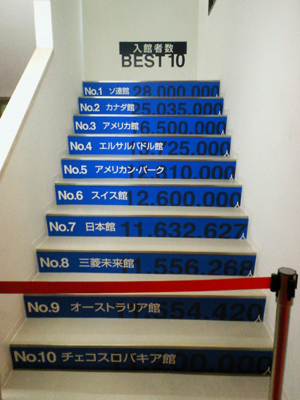 入館者数
BEST 10
No.1 ソ連館 28,000,000
No.2 カナダ館 25,035,000
No.3 アメリカ館 16,500,000
No.4 エルサルバドル館
No.5 アメリカン・パーク
No.6 スイス館 12,600,000
No.7 日本館 11,632,627
No.8 三菱未来館 11,556,268
No.9 オーストラリア館
No.10 チェコスロバキア館